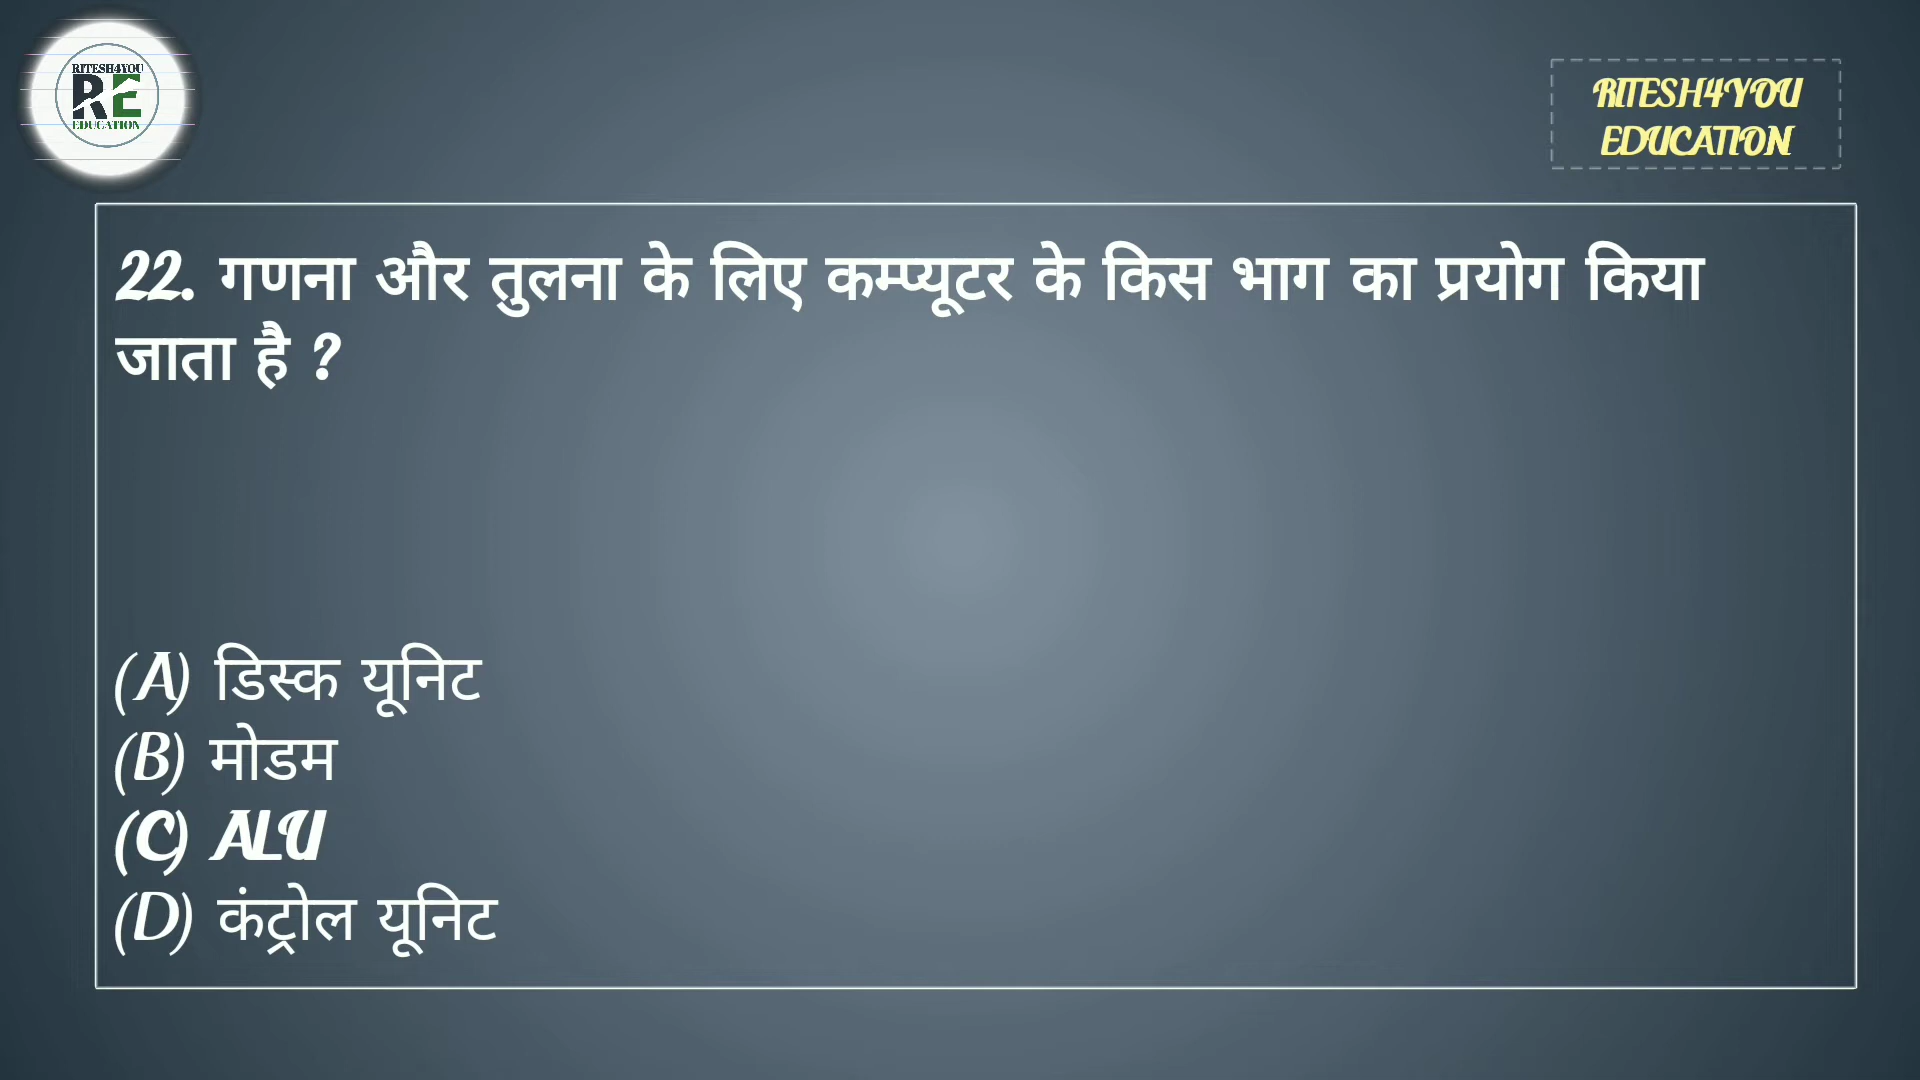 RITESH4YOU
RE
EDUCATION
RITESH4YOU
EDUCATION
22. गणना और तुलना के लिए कम्प्यूटर के किस भाग का प्रयोग किया
जाता है ?
(A) डिस्क यूनिट
(B) मोडम
(C) ALU
(D) कंट्रोल यूनिट